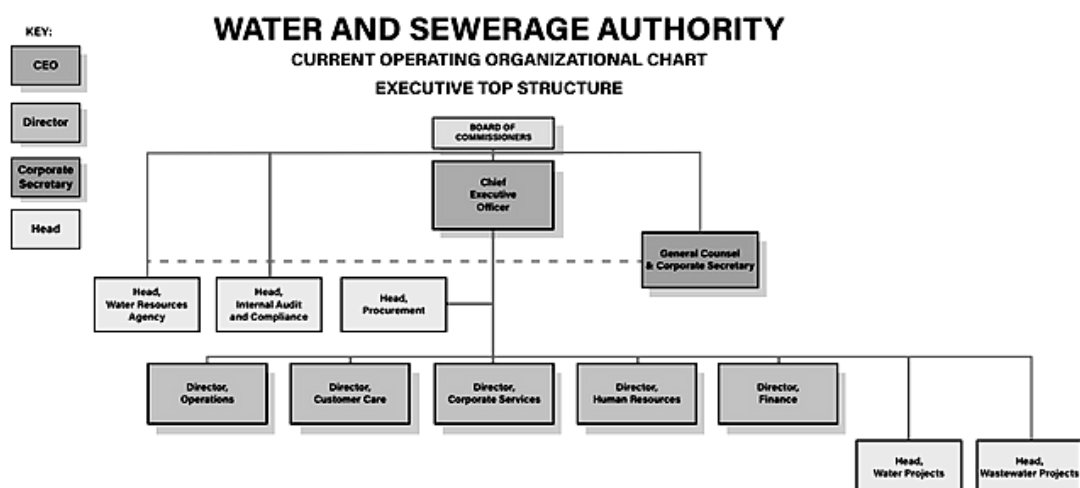 WATER AND SEWERAGE AUTHORITY
CURRENT OPERATING ORGANIZATIONAL CHART
EXECUTIVE TOP STRUCTURE
KEY:
CEO
Director
Corporate
Secretary
Head
BOARD OF
COMMISSIONERS
Chief
Executive
Officer
General Counsel
& Corporate Secretary
Head,
Water Resources
Agency
Head,
Internal Audit
and Compliance
Head,
Procurement
Director,
Operations
Director,
Customer Care
Director,
Corporate Services
Director,
Human Resources
Director,
Finance
Head,
Water Projects
Head,
Wastewater Projects